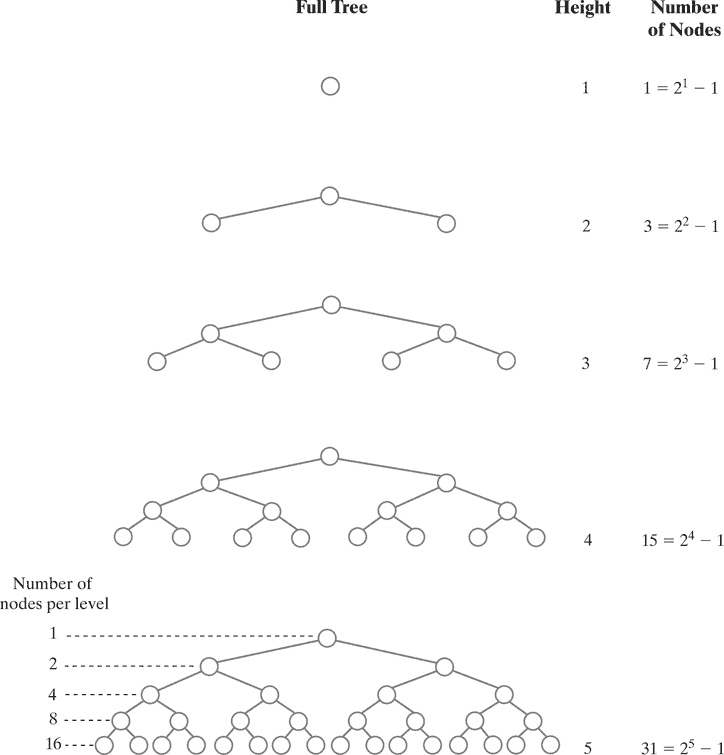 Full Tree Height Number
of Nodes
1 1 = 2¹ − 1
2 3 = 2² − 1
3 7 = 2³ − 1
4 15 = 2⁴ − 1
Number of
nodes per level
1
2
4
8
16 5 31 = 2⁵ − 1